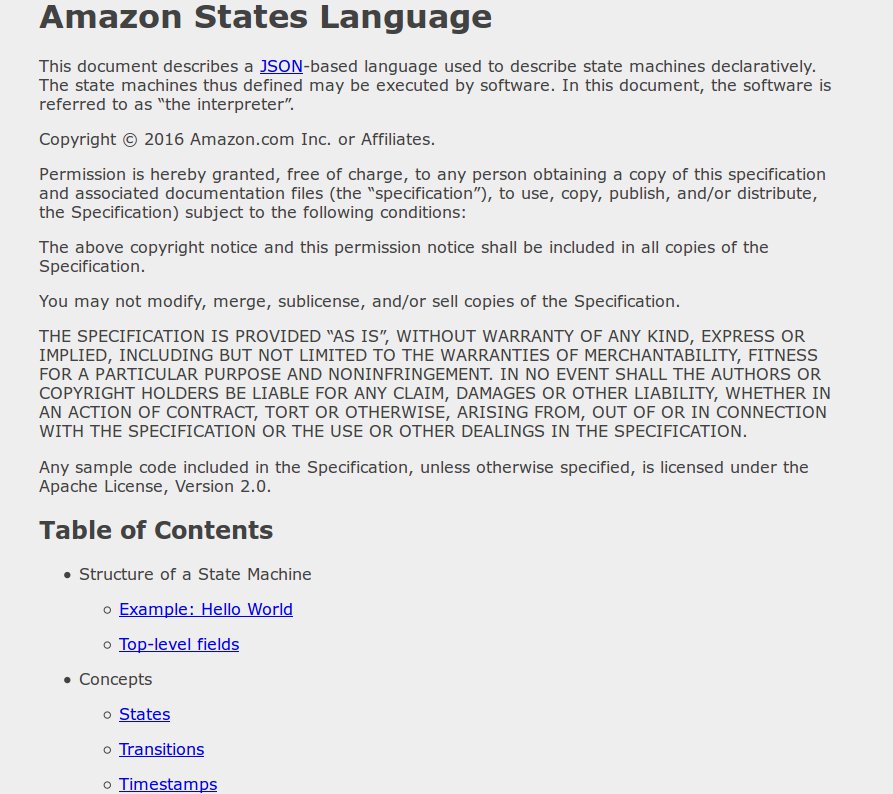 Amazon States Language
This document describes a JSON-based language used to describe state machines declaratively.
The state machines thus defined may be executed by software. In this document, the software is
referred to as “the interpreter”.
Copyright © 2016 Amazon.com Inc. or Affiliates.
Permission is hereby granted, free of charge, to any person obtaining a copy of this specification
and associated documentation files (the “specification”), to use, copy, publish, and/or distribute,
the Specification) subject to the following conditions:
The above copyright notice and this permission notice shall be included in all copies of the
Specification.
You may not modify, merge, sublicense, and/or sell copies of the Specification.
THE SPECIFICATION IS PROVIDED “AS IS”, WITHOUT WARRANTY OF ANY KIND, EXPRESS OR
IMPLIED, INCLUDING BUT NOT LIMITED TO THE WARRANTIES OF MERCHANTABILITY, FITNESS
FOR A PARTICULAR PURPOSE AND NONINFRINGEMENT. IN NO EVENT SHALL THE AUTHORS OR
COPYRIGHT HOLDERS BE LIABLE FOR ANY CLAIM, DAMAGES OR OTHER LIABILITY, WHETHER IN
AN ACTION OF CONTRACT, TORT OR OTHERWISE, ARISING FROM, OUT OF OR IN CONNECTION
WITH THE SPECIFICATION OR THE USE OR OTHER DEALINGS IN THE SPECIFICATION.
Any sample code included in the Specification, unless otherwise specified, is licensed under the
Apache License, Version 2.0.
Table of Contents
• Structure of a State Machine
◦ Example: Hello World
◦ Top-level fields
• Concepts
◦ States
◦ Transitions
◦ Timestamps